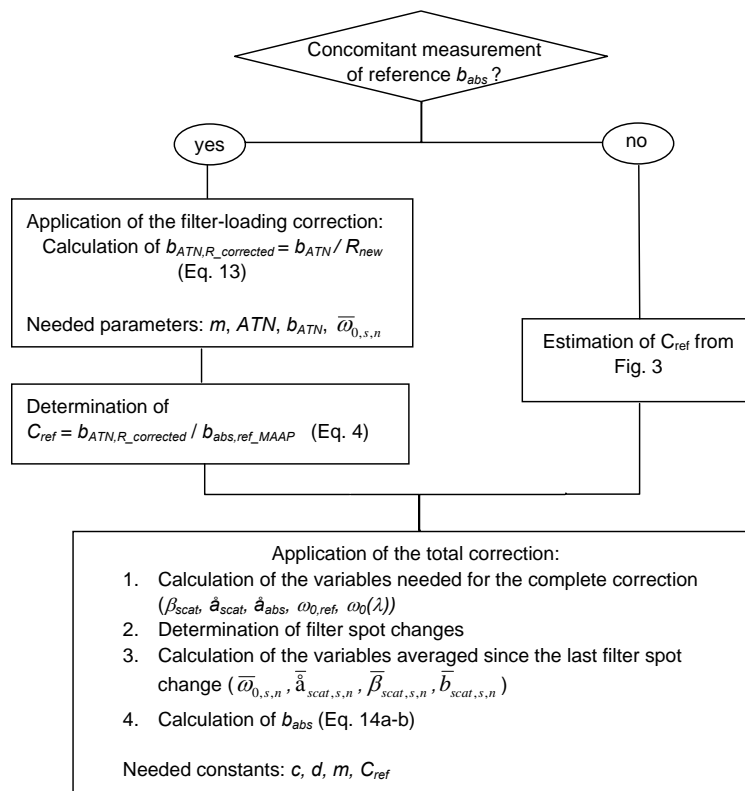 Concomitant measurement
of reference b_abs ?
yes
no
Application of the filter-loading correction:
Calculation of b_ATN,R_corrected = b_ATN / R_new
(Eq. 13)
Needed parameters: m, ATN, b_ATN, ω̅_0,s,n
Estimation of C_ref from
Fig. 3
Determination of
C_ref = b_ATN,R_corrected / b_abs,ref_MAAP (Eq. 4)
Application of the total correction:
1. Calculation of the variables needed for the complete correction
(β_scat, å_scat, å_abs, ω_0,ref, ω_0(λ))
2. Determination of filter spot changes
3. Calculation of the variables averaged since the last filter spot
change ( ω̅_0,s,n , å̅_scat,s,n , β̅_scat,s,n , b̅_scat,s,n )
4. Calculation of b_abs (Eq. 14a-b)
Needed constants: c, d, m, C_ref